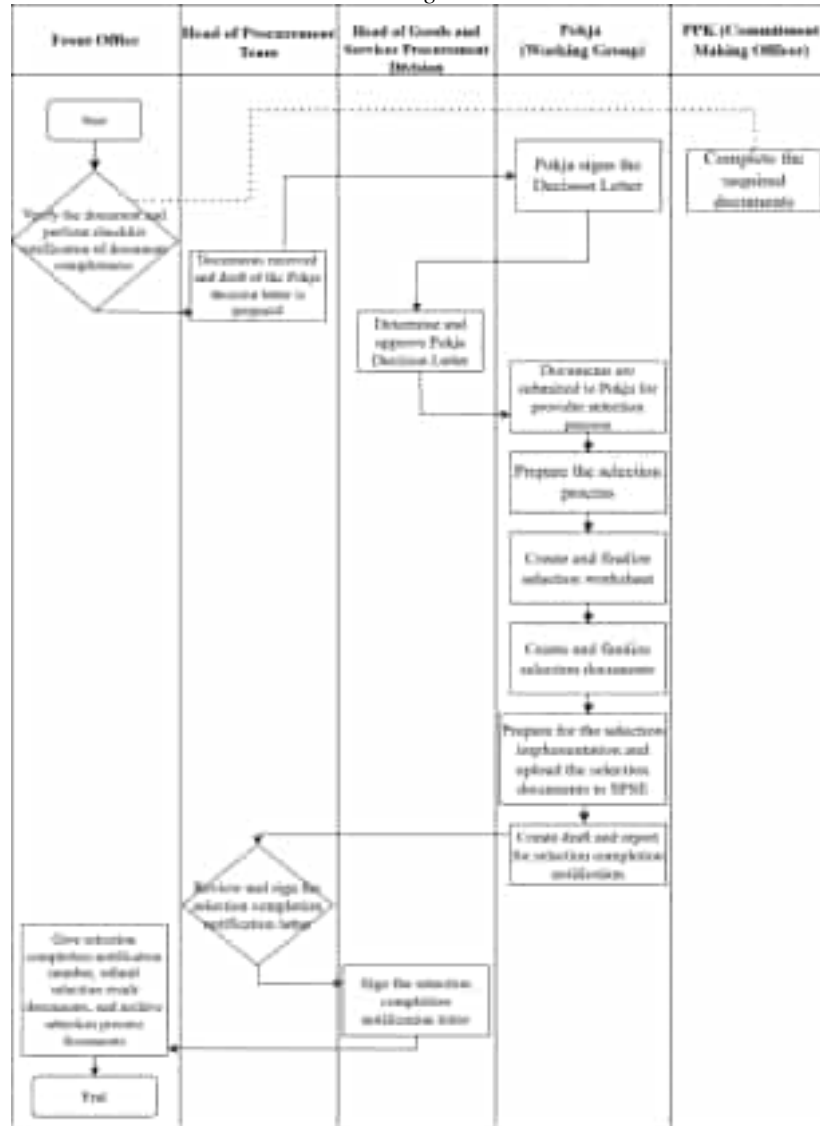 Front Office
Head of Procurement
Team
Head of Goods and
Services Procurement
Division
Pokja
(Working Group)
PPK (Commitment
Making Officer)
Start
Pokja signs the
Decision Letter
Complete the
required
documents
Verify the document and
perform checklist
verification of document
completeness
Documents received
and draft of the Pokja
decision letter is
prepared
Determine and
approve Pokja
Decision Letter
Documents are
submitted to Pokja for
provider selection
process
Prepare the selection
process
Create and finalize
selection worksheet
Create and finalize
selection documents
Prepare for the selection
implementation and
upload the selection
documents to SPSE
Create draft and report
for selection completion
notification
Review and sign the
selection completion
notification letter
Give selection
completion notification
number, submit
selection result
documents, and archive
selection process
documents
Sign the selection
completion
notification letter
End